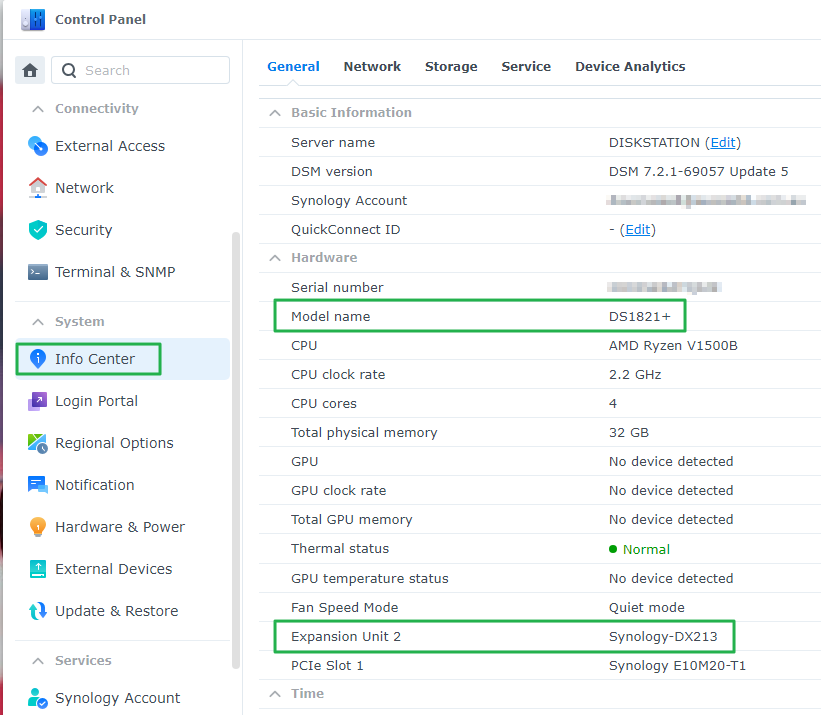 Control Panel
Search
Connectivity
External Access
Network
Security
Terminal & SNMP
System
Info Center
Login Portal
Regional Options
Notification
Hardware & Power
External Devices
Update & Restore
Services
Synology Account
General Network Storage Service Device Analytics
Basic Information
Server name DISKSTATION (Edit)
DSM version DSM 7.2.1-69057 Update 5
Synology Account
QuickConnect ID - (Edit)
Hardware
Serial number
Model name DS1821+
CPU AMD Ryzen V1500B
CPU clock rate 2.2 GHz
CPU cores 4
Total physical memory 32 GB
GPU No device detected
GPU clock rate No device detected
Total GPU memory No device detected
Thermal status Normal
GPU temperature status No device detected
Fan Speed Mode Quiet mode
Expansion Unit 2 Synology-DX213
PCIe Slot 1 Synology E10M20-T1
Time